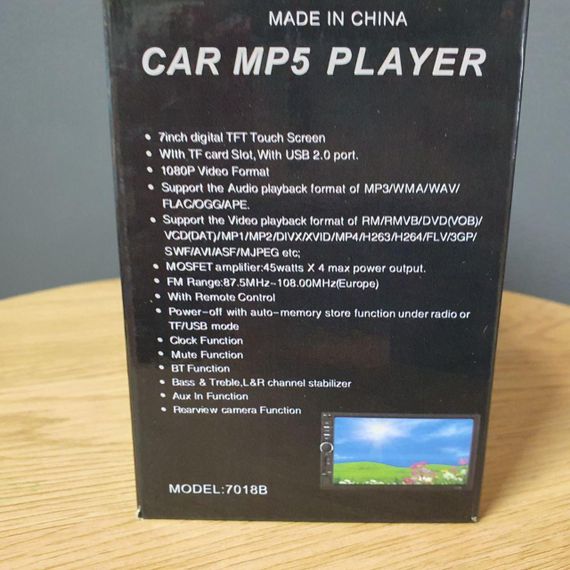 MADE IN CHINA
CAR MP5 PLAYER
• 7inch digital TFT Touch Screen
• With TF card Slot, With USB 2.0 port.
• 1080P Video Format
• Support the Audio playback format of MP3/WMA/WAV/
FLAC/OGG/APE.
• Support the Video playback format of RM/RMVB/DVD(VOB)/
VCD(DAT)/MP1/MP2/DIVX/XVID/MP4/H263/H264/FLV/3GP/
SWF/AVI/ASF/MJPEG etc;
• MOSFET amplifier:45watts X 4 max power output.
• FM Range:87.5MHz~108.00MHz(Europe)
• With Remote Control
• Power-off with auto-memory store function under radio or
TF/USB mode
• Clock Function
• Mute Function
• BT Function
• Bass & Treble,L&R channel stabilizer
• Aux In Function
• Rearview camera Function
MODEL:7018B